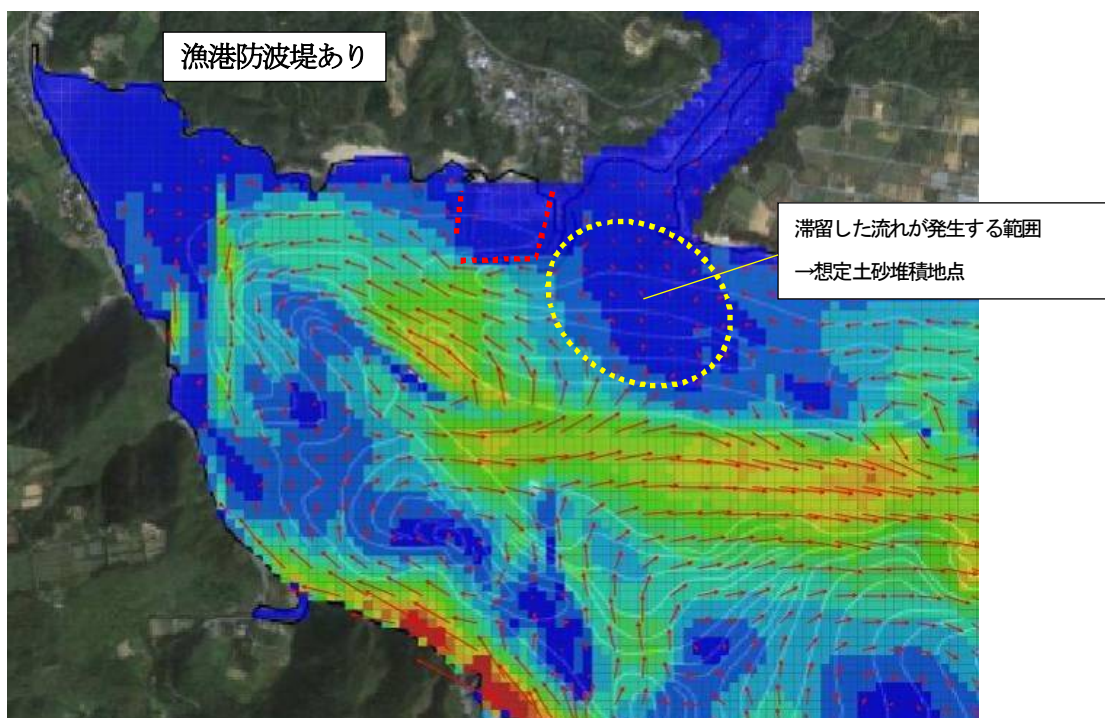 漁港防波堤あり
滞留した流れが発生する範囲
→想定土砂堆積地点